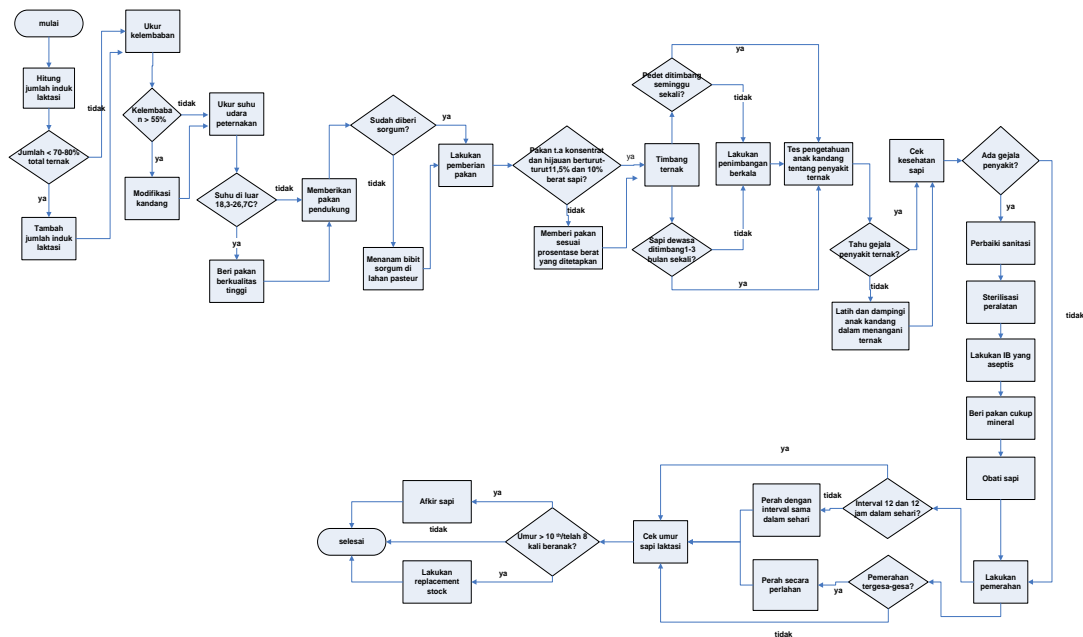 mulai
Hitung
jumlah induk
laktasi
Jumlah < 70-80%
total ternak
ya
tidak
Tambah
jumlah induk
laktasi
Ukur
kelembaban
Kelembaba
n > 55%
tidak
ya
Modifikasi
kandang
Ukur suhu
udara
peternakan
Suhu di luar
18,3-26,7C?
tidak
ya
Beri pakan
berkualitas
tinggi
Memberikan
pakan
pendukung
Sudah diberi
sorgum?
ya
tidak
Menanam bibit
sorgum di
lahan pasteur
Lakukan
pemberian
pakan
Pakan t.a konsentrat
dan hijauan berturut-
turut11,5% dan 10%
berat sapi?
ya
tidak
Memberi pakan
sesuai
prosentase berat
yang ditetapkan
Timbang
ternak
Pedet ditimbang
seminggu
sekali?
ya
tidak
Sapi dewasa
ditimbang1-3
bulan sekali?
tidak
ya
Lakukan
penimbangan
berkala
Tes pengetahuan
anak kandang
tentang penyakit
ternak
Tahu gejala
penyakit ternak?
ya
tidak
Latih dan dampingi
anak kandang
dalam menangani
ternak
Cek
kesehatan
sapi
Ada gejala
penyakit?
ya
tidak
Perbaiki sanitasi
Sterilisasi
peralatan
Lakukan IB yang
aseptis
Beri pakan cukup
mineral
Obati sapi
Lakukan
pemerahan
Interval 12 dan 12
jam dalam sehari?
ya
tidak
Perah dengan
interval sama
dalam sehari
Pemerahan
tergesa-gesa?
ya
tidak
Perah secara
perlahan
Cek umur
sapi laktasi
Umur > 10 th/telah 8
kali beranak?
ya
tidak
ya
Afkir sapi
Lakukan
replacement
stock
selesai